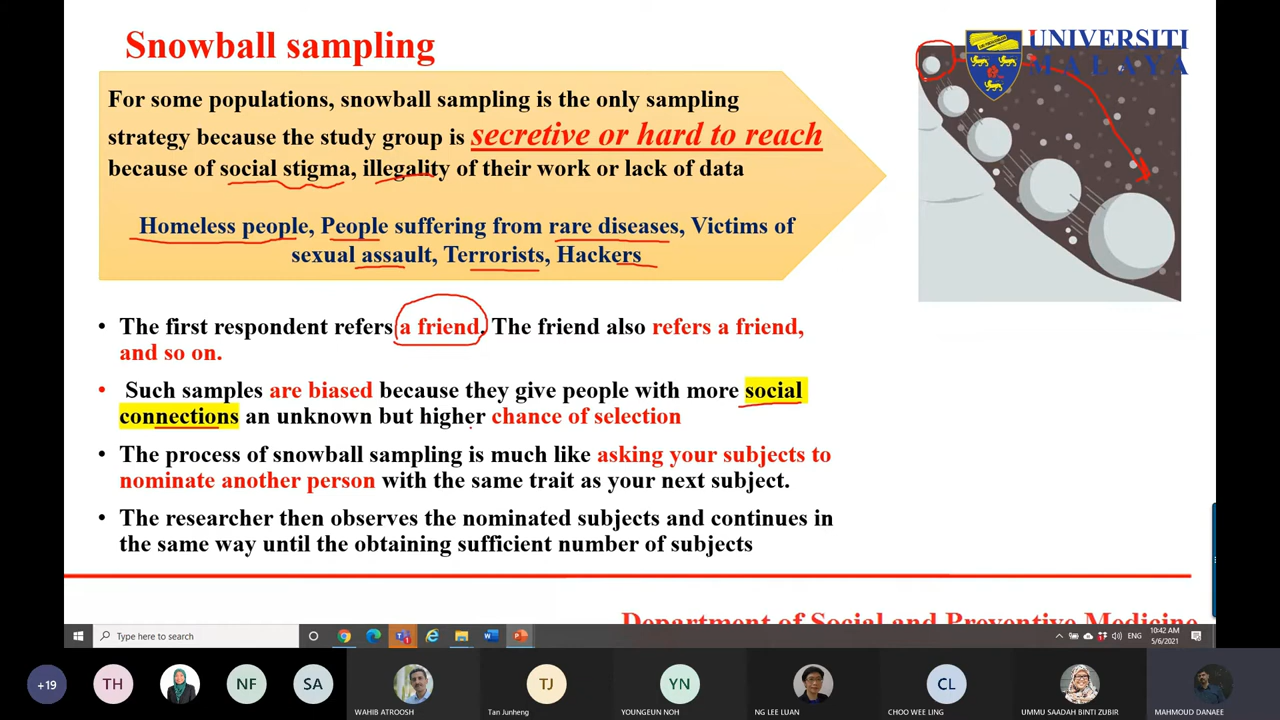 Snowball sampling
UNIVERSITI
MALAYA
For some populations, snowball sampling is the only sampling
strategy because the study group is secretive or hard to reach
because of social stigma, illegality of their work or lack of data
Homeless people, People suffering from rare diseases, Victims of
sexual assault, Terrorists, Hackers
• The first respondent refers a friend. The friend also refers a friend,
and so on.
• Such samples are biased because they give people with more social
connections an unknown but higher chance of selection
• The process of snowball sampling is much like asking your subjects to
nominate another person with the same trait as your next subject.
• The researcher then observes the nominated subjects and continues in
the same way until the obtaining sufficient number of subjects
Department of Social and Preventive Medicine
Type here to search
ENG
10:42 AM
5/6/2021
+19
TH
NF
SA
WAHIB ATROOSH
TJ
Tan Junheng
YN
YOUNGEUN NOH
NG LEE LUAN
CL
CHOO WEE LING
UMMU SAADAH BINTI ZUBIR
MAHMOUD DANAEE